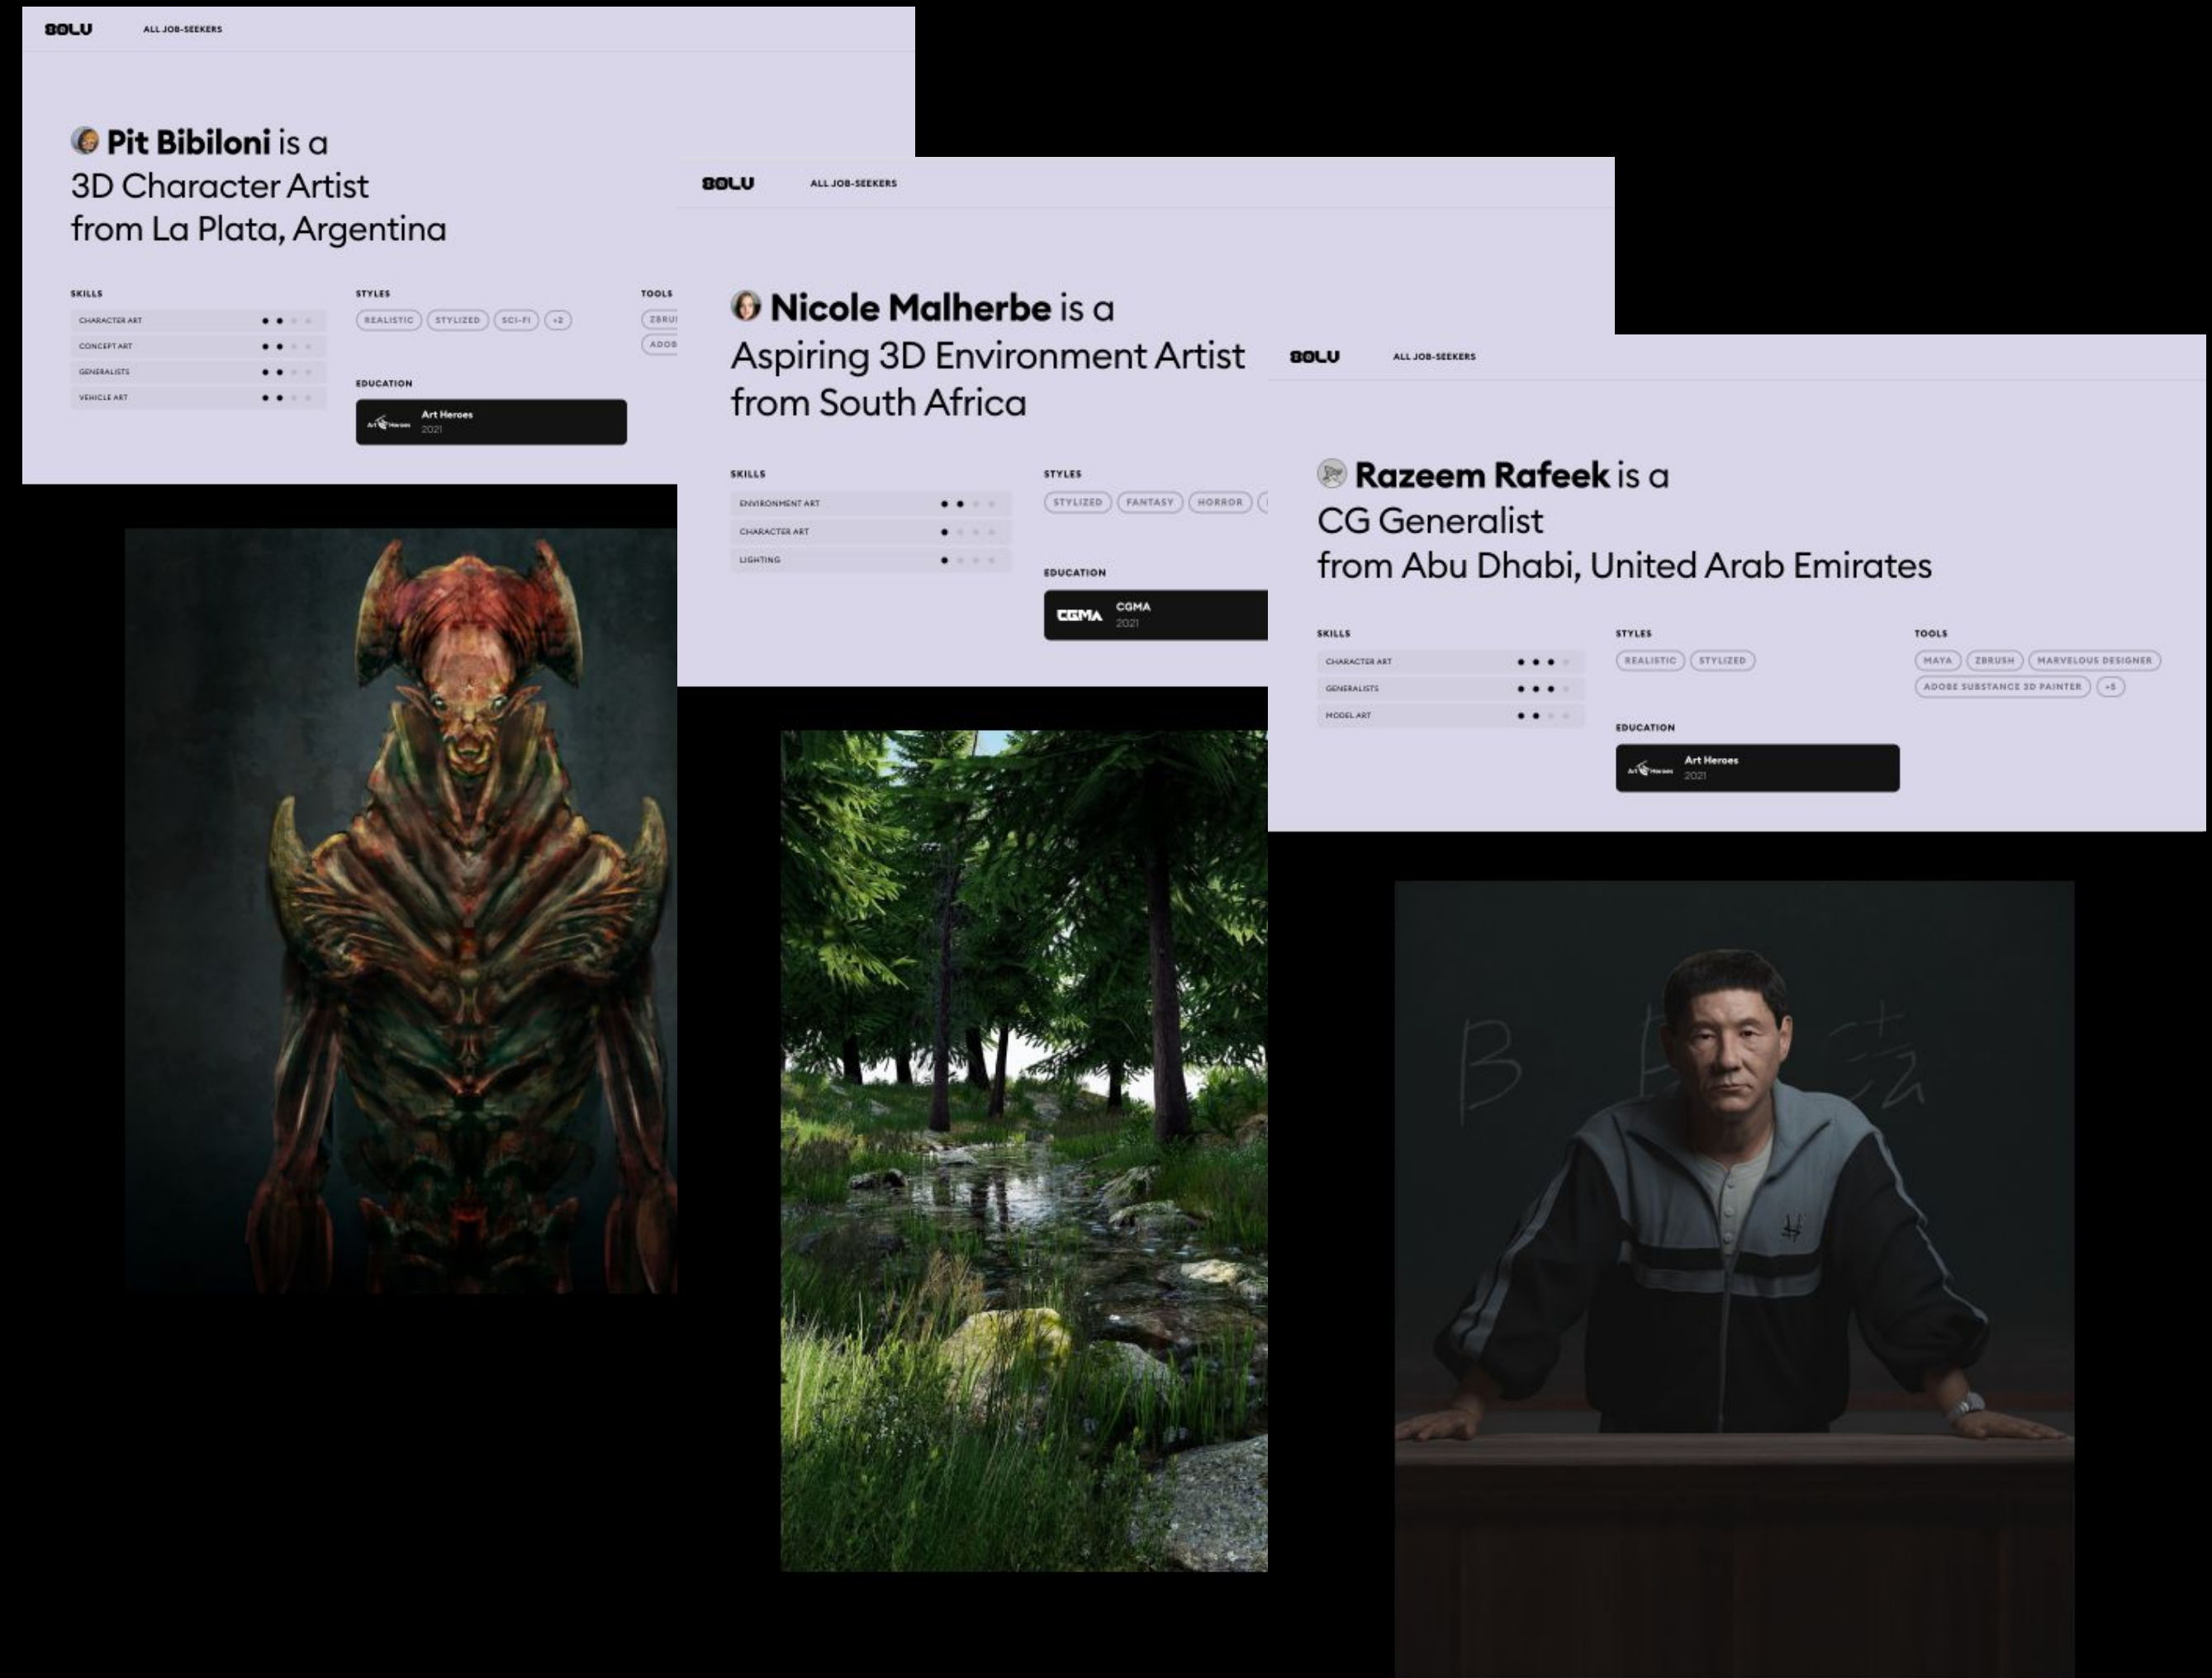 80LU
ALL JOB-SEEKERS
Pit Bibiloni is a
3D Character Artist
from La Plata, Argentina
SKILLS
CHARACTER ART
CONCEPT ART
GENERALISTS
VEHICLE ART
STYLES
REALISTIC
STYLIZED
SCI-FI
+2
EDUCATION
Art Heroes
Art Heroes
2021
TOOLS
80LU
ALL JOB-SEEKERS
Nicole Malherbe is a
Aspiring 3D Environment Artist
from South Africa
SKILLS
ENVIRONMENT ART
CHARACTER ART
LIGHTING
STYLES
STYLIZED
FANTASY
HORROR
EDUCATION
CGMA
CGMA
2021
80LU
ALL JOB-SEEKERS
Razeem Rafeek is a
CG Generalist
from Abu Dhabi, United Arab Emirates
SKILLS
CHARACTER ART
GENERALISTS
MODEL ART
STYLES
REALISTIC
STYLIZED
EDUCATION
Art Heroes
Art Heroes
2021
TOOLS
MAYA
ZBRUSH
MARVELOUS DESIGNER
ADOBE SUBSTANCE 3D PAINTER
+5
B